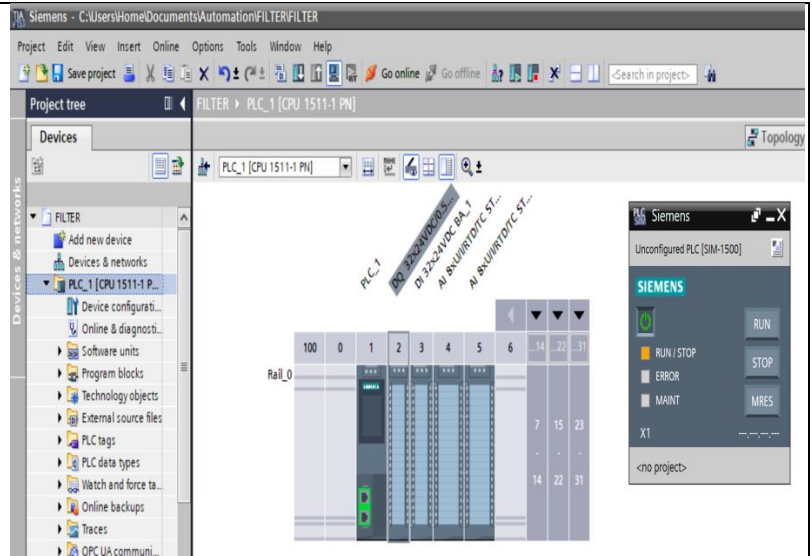 Siemens - C:\Users\Home\Documents\Automation\FILTER\FILTER
Project Edit View Insert Online Options Tools Window Help
Save project Go online Go offline <Search in project>
Project tree
FILTER ▸ PLC_1 [CPU 1511-1 PN]
Devices
Topology
PLC_1 [CPU 1511-1 PN]
Devices & networks
FILTER
Add new device
Devices & networks
PLC_1 [CPU 1511-1 P...
Device configurati...
Online & diagnosti...
Software units
Program blocks
Technology objects
External source files
PLC tags
PLC data types
Watch and force ta...
Online backups
Traces
OPC UA communi...
PLC_1
DQ 32x24VDC/0.5...
DI 32x24VDC BA_1
AI 8xU/I/RTD/TC ST...
AI 8xU/I/RTD/TC ST...
100 0 1 2 3 4 5 6 ...14 ...22 ...31
Rail_0
7 15 23
- - -
14 22 31
SIEMENS
Siemens
Unconfigured PLC [SIM-1500]
SIEMENS
RUN
RUN / STOP
STOP
ERROR
MAINT
MRES
X1
---.---.---.---
<no project>